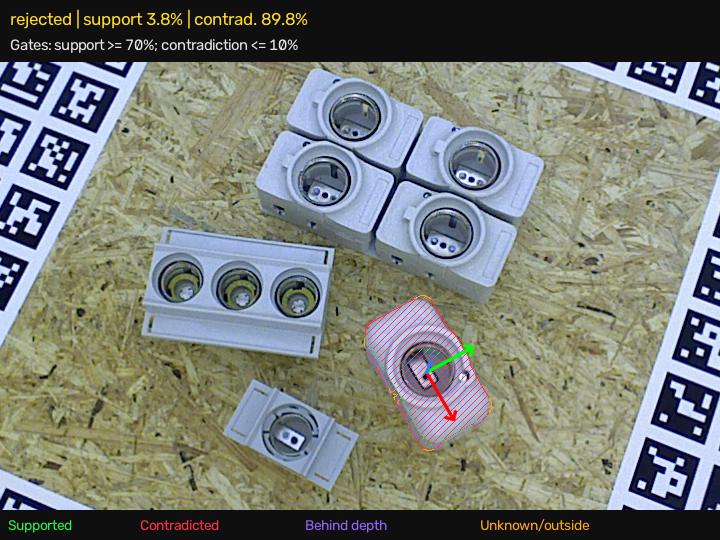 rejected | support 3.8% | contrad. 89.8%
Gates: support >= 70%; contradiction <= 10%
Supported Contradicted Behind depth Unknown/outside